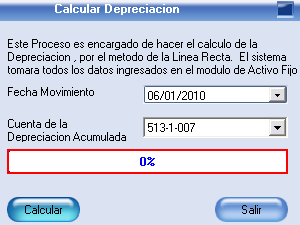 Calcular Depreciacion
Este Proceso es encargado de hacer el calculo de la
Depreciacion , por el metodo de la Linea Recta.  El sistema
tomara todos los datos ingresados en el modulo de Activo Fijo
Fecha Movimiento
06/01/2010
Cuenta de la
Depreciacion Acumulada
513-1-007
0%
Calcular
Salir